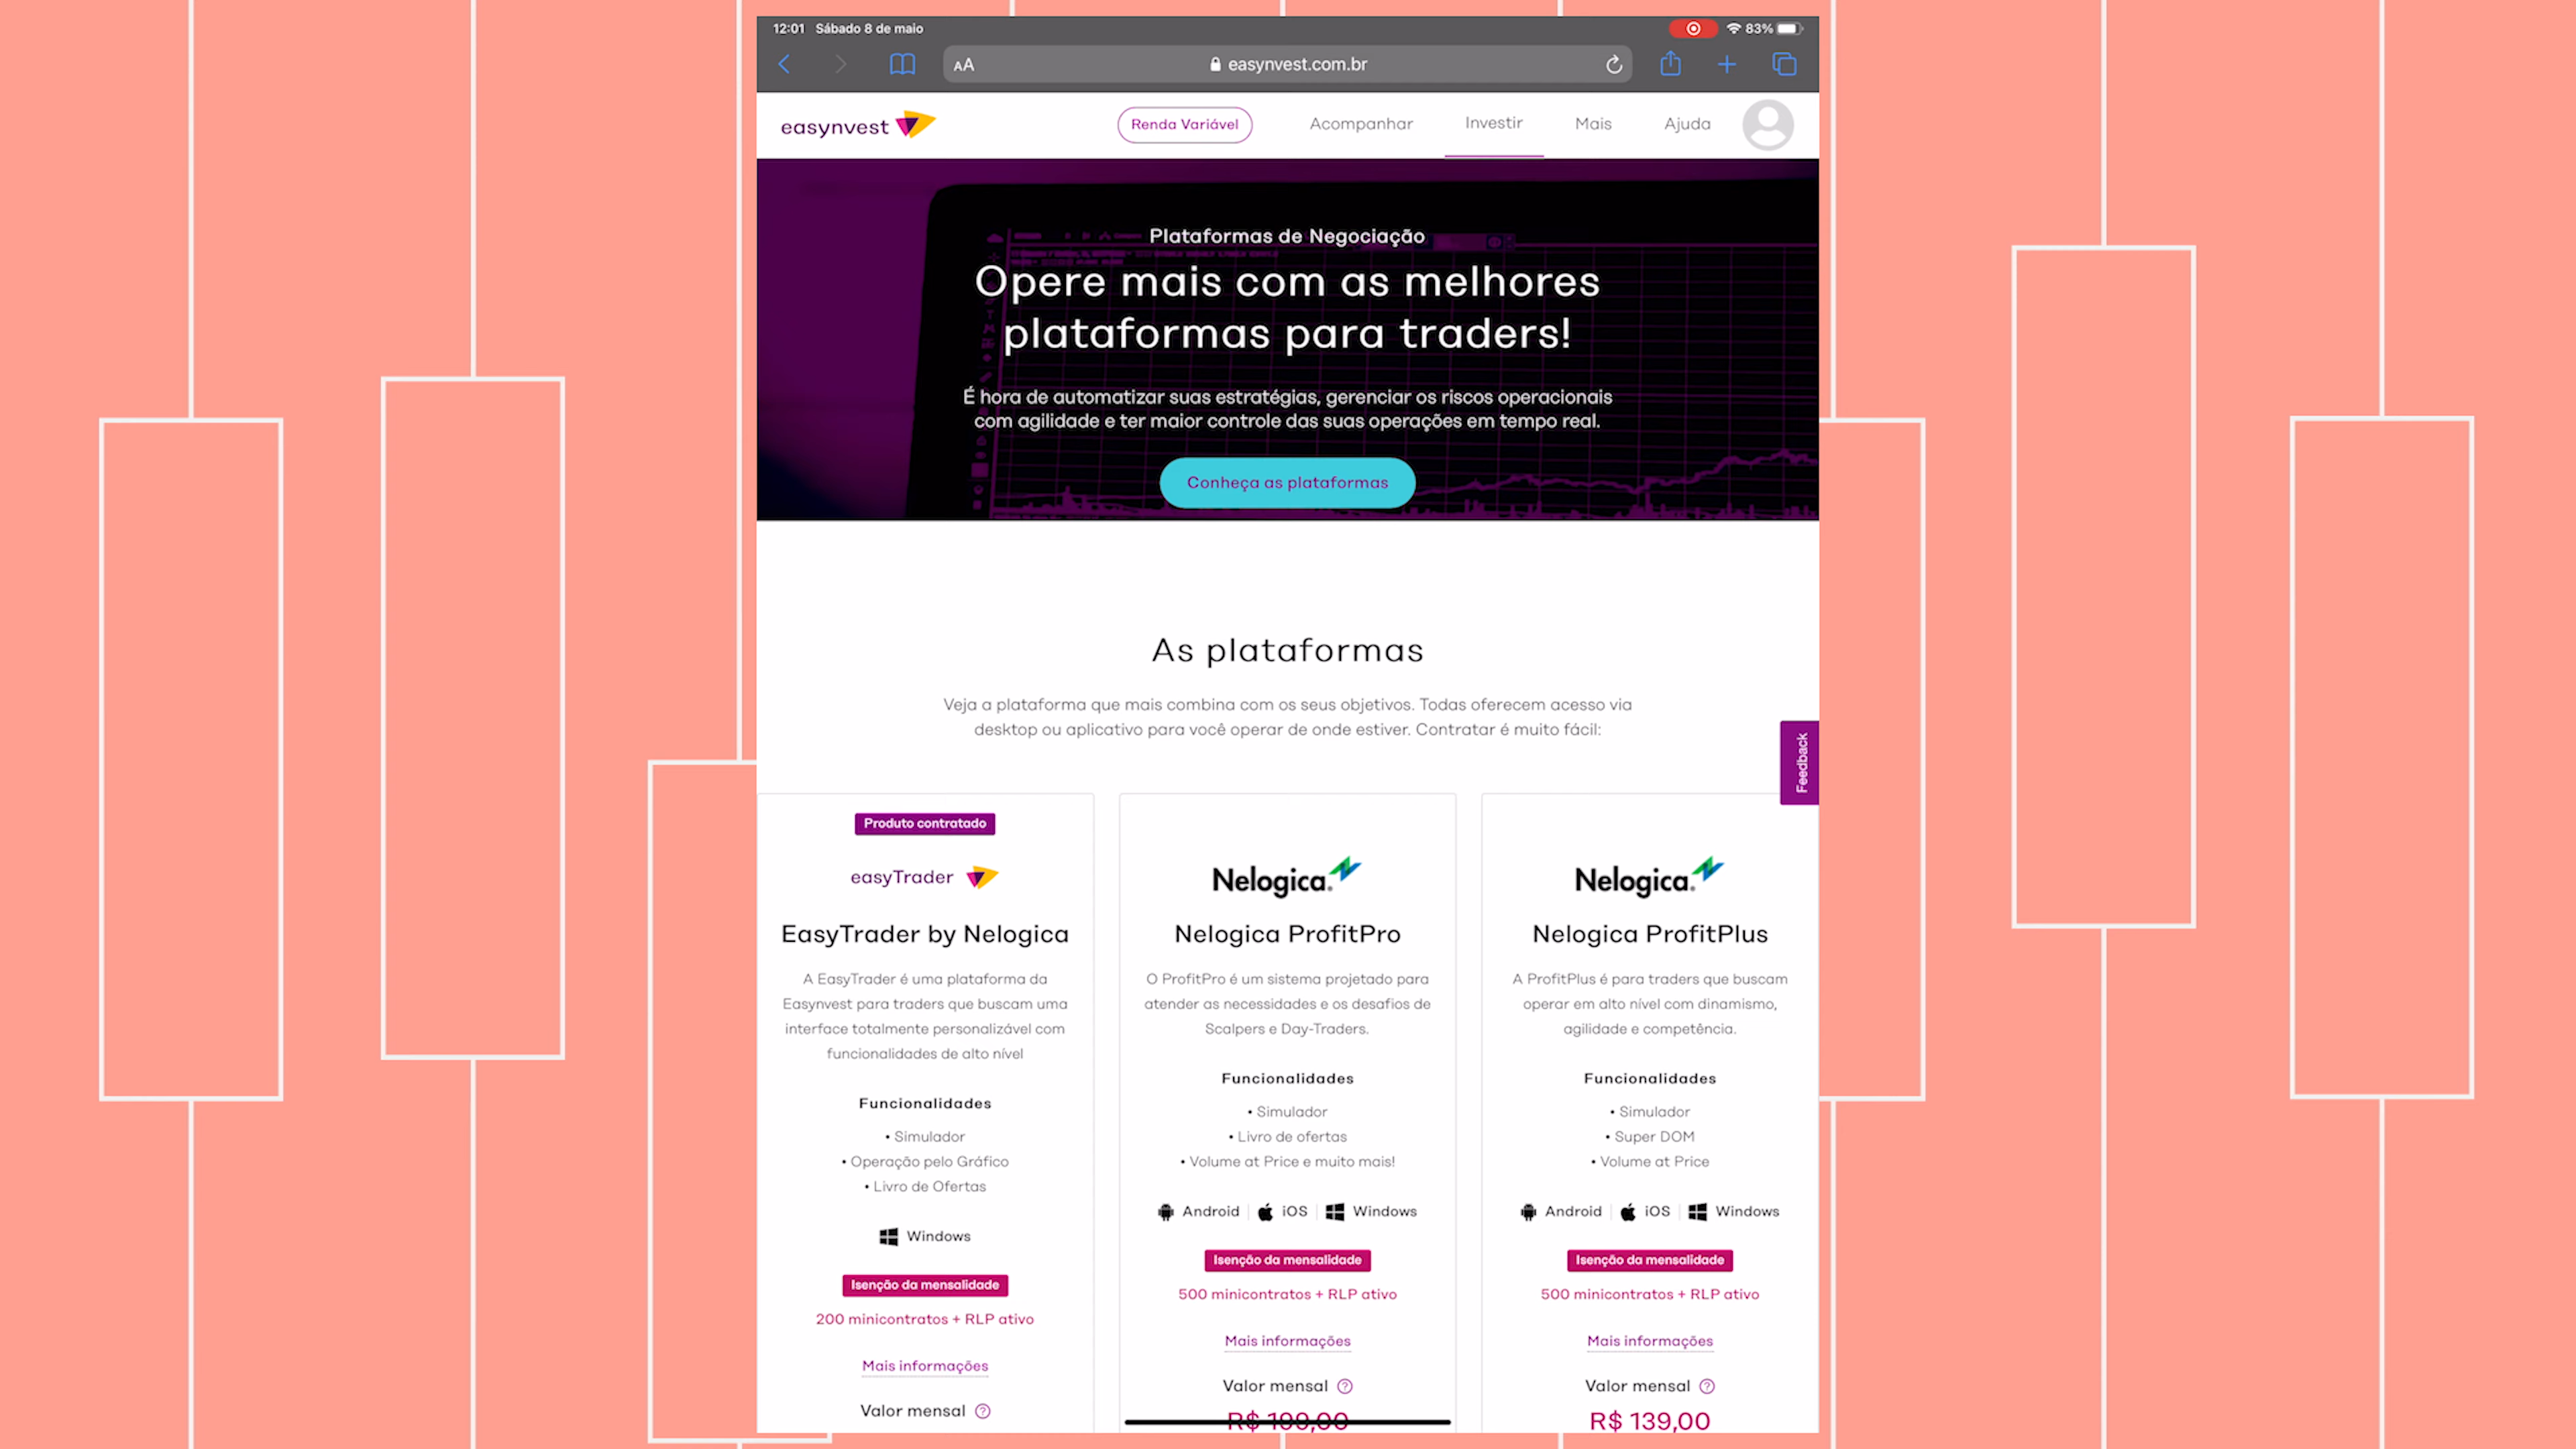 12:01 Sábado 8 de maio
83%
AA
easynvest.com.br
easynvest
Renda Variável
Acompanhar
Investir
Mais
Ajuda
Plataformas de Negociação
Opere mais com as melhores
plataformas para traders!
É hora de automatizar suas estratégias, gerenciar os riscos operacionais
com agilidade e ter maior controle das suas operações em tempo real.
Conheça as plataformas
As plataformas
Veja a plataforma que mais combina com os seus objetivos. Todas oferecem acesso via
desktop ou aplicativo para você operar de onde estiver. Contratar é muito fácil:
Feedback
Produto contratado
easyTrader
EasyTrader by Nelogica
A EasyTrader é uma plataforma da
Easynvest para traders que buscam uma
interface totalmente personalizável com
funcionalidades de alto nível
Funcionalidades
• Simulador
• Operação pelo Gráfico
• Livro de Ofertas
Windows
Isenção da mensalidade
200 minicontratos + RLP ativo
Mais informações
Valor mensal ?
Nelogica.
Nelogica ProfitPro
O ProfitPro é um sistema projetado para
atender as necessidades e os desafios de
Scalpers e Day-Traders.
Funcionalidades
• Simulador
• Livro de ofertas
• Volume at Price e muito mais!
Android | iOS | Windows
Isenção da mensalidade
500 minicontratos + RLP ativo
Mais informações
Valor mensal ?
Nelogica.
Nelogica ProfitPlus
A ProfitPlus é para traders que buscam
operar em alto nível com dinamismo,
agilidade e competência.
Funcionalidades
• Simulador
• Super DOM
• Volume at Price
Android | iOS | Windows
Isenção da mensalidade
500 minicontratos + RLP ativo
Mais informações
Valor mensal ?
R$ 139,00